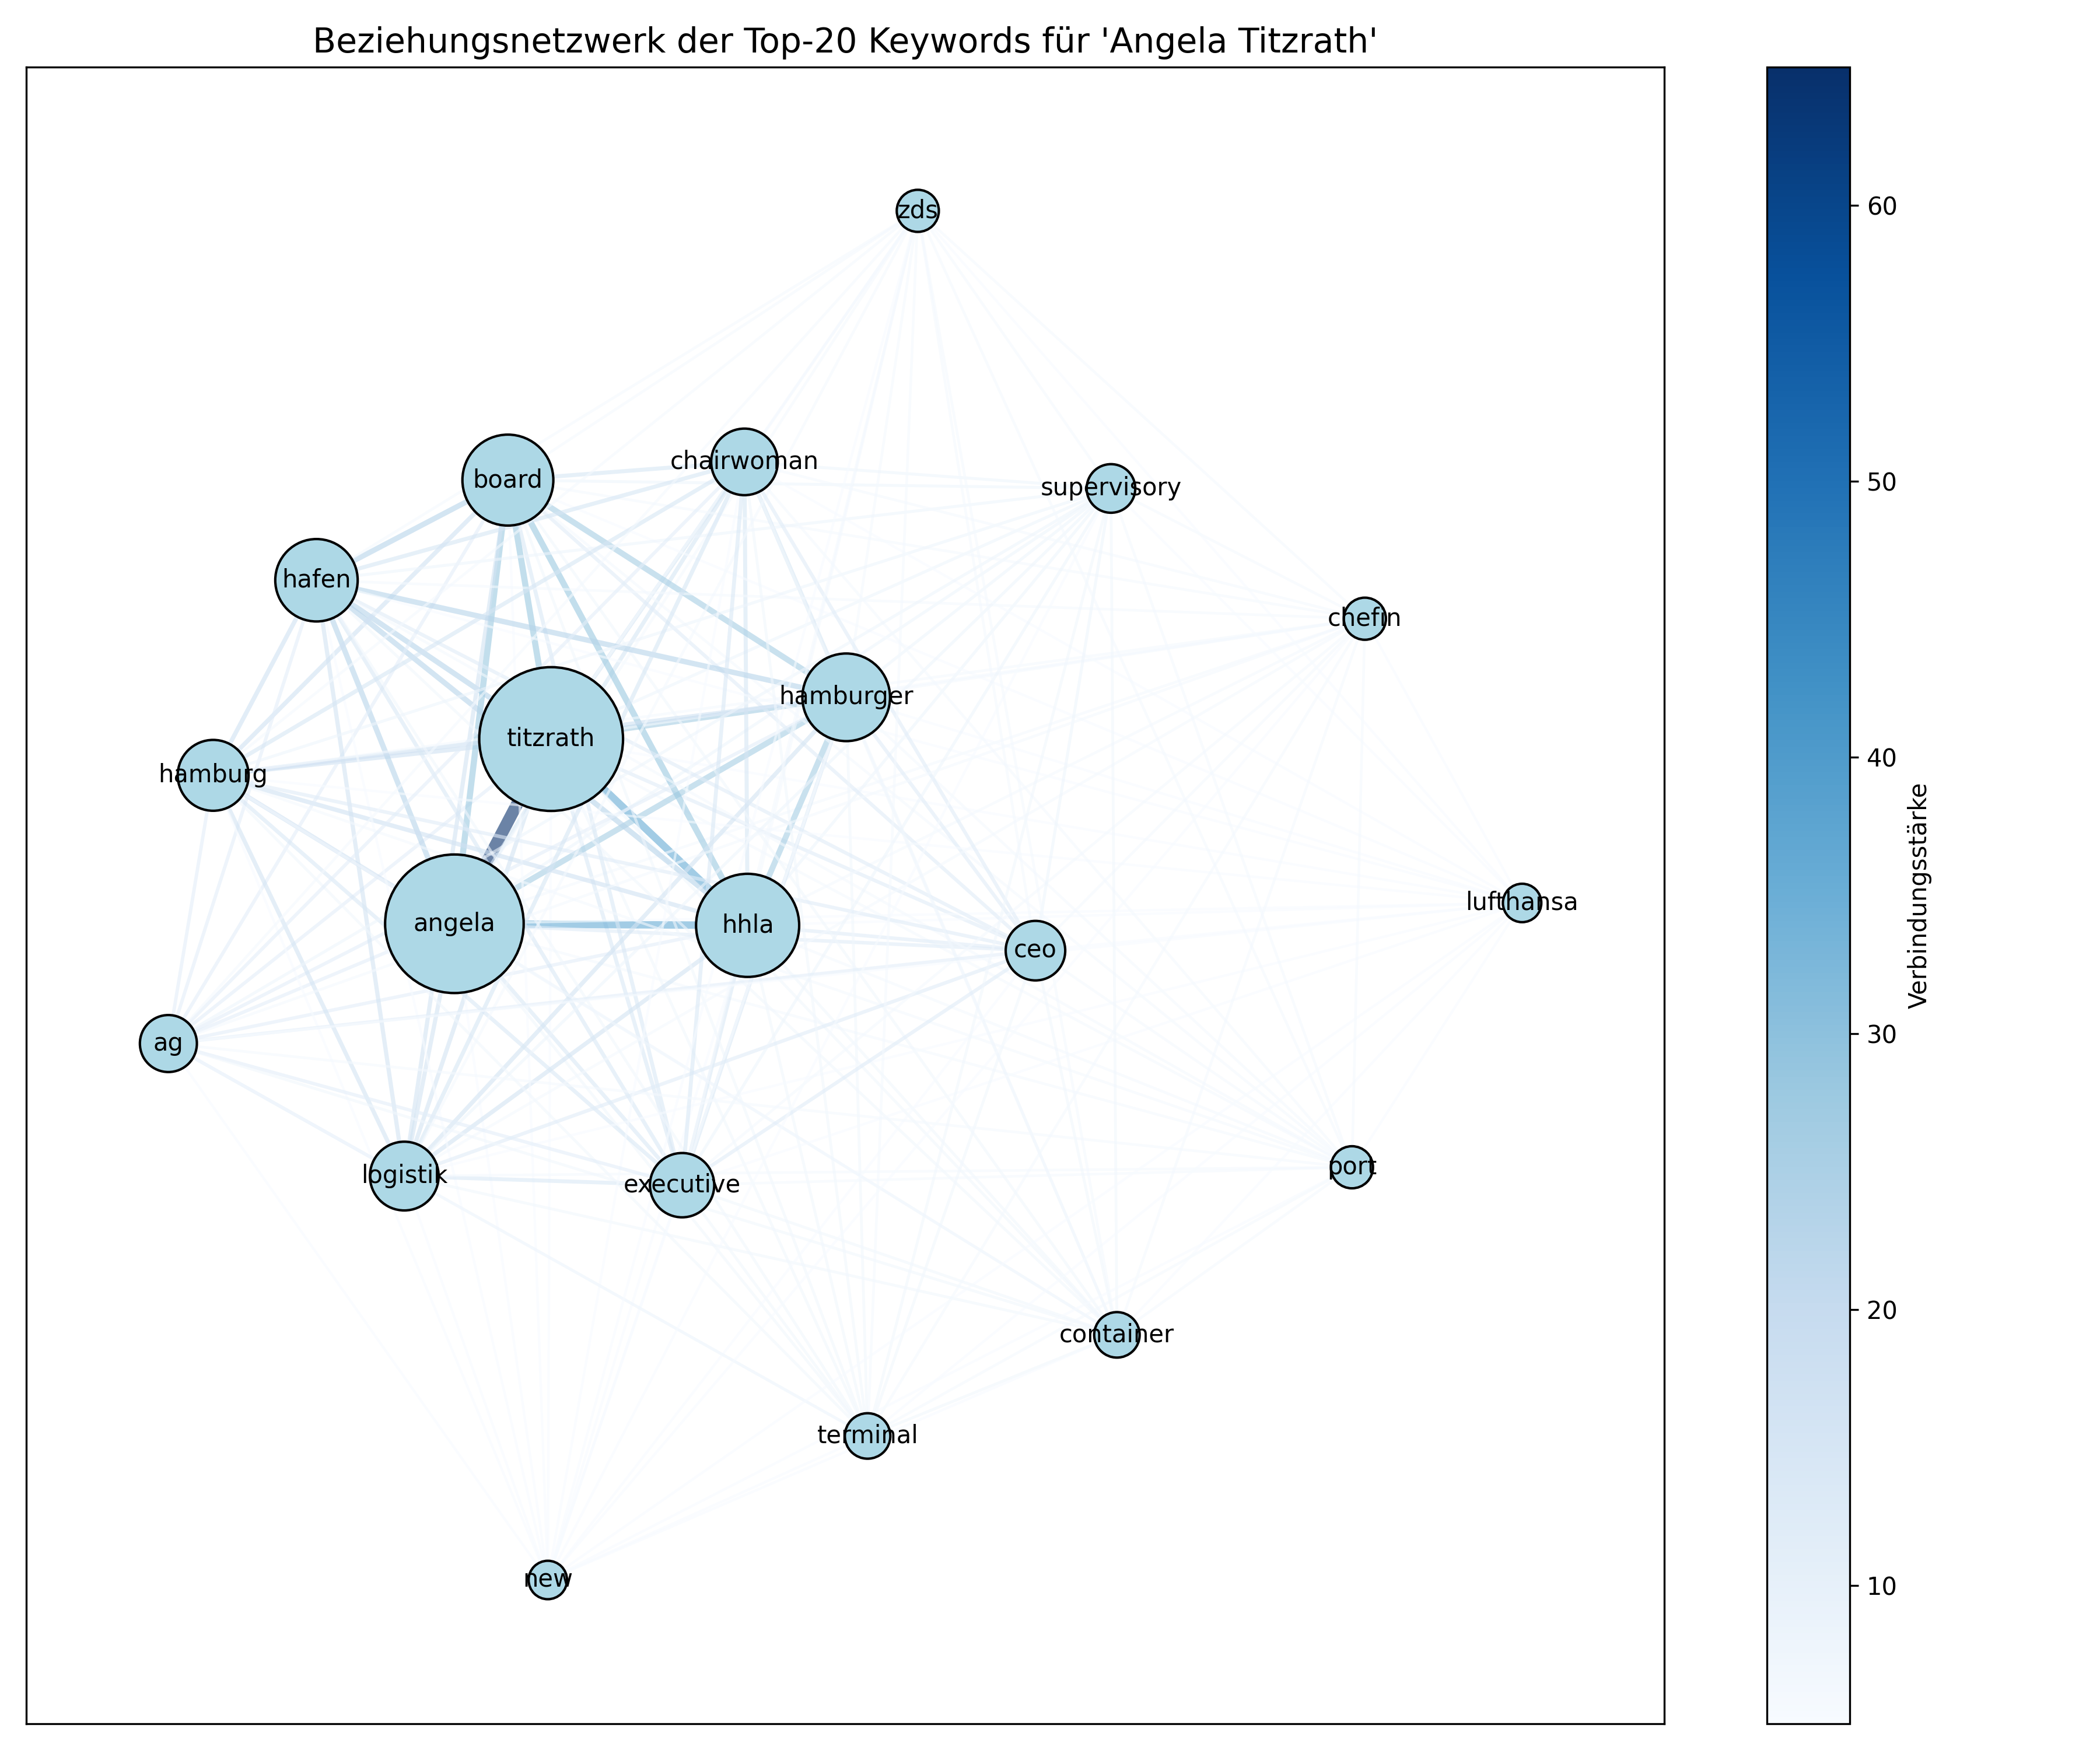 Beziehungsnetzwerk der Top-20 Keywords für 'Angela Titzrath'
zds
chairwoman
board
supervisory
hafen
chefin
hamburger
titzrath
hamburg
lufthansa
angela
hhla
ceo
ag
port
logistik
executive
container
terminal
new
60
50
40
30
20
10
Verbindungsstärke